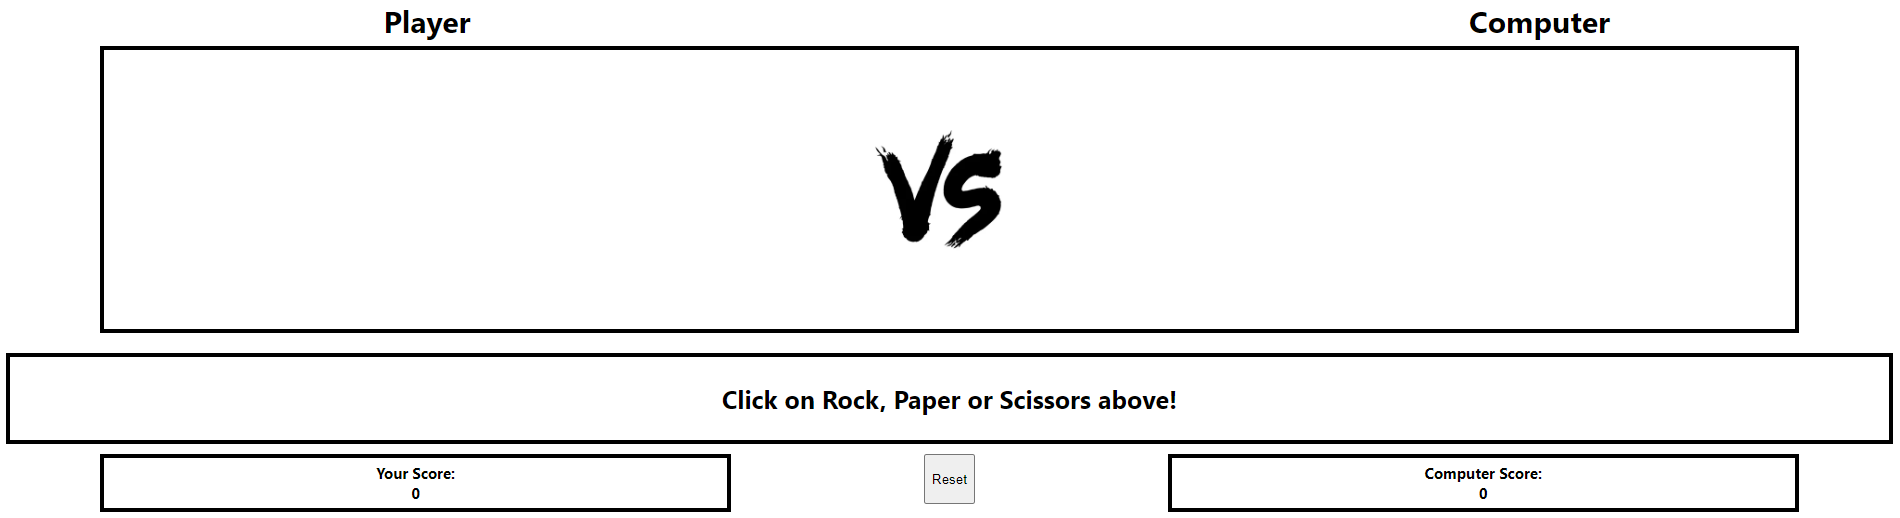 Player
Computer
VS
Click on Rock, Paper or Scissors above!
Your Score:
0
Reset
Computer Score:
0